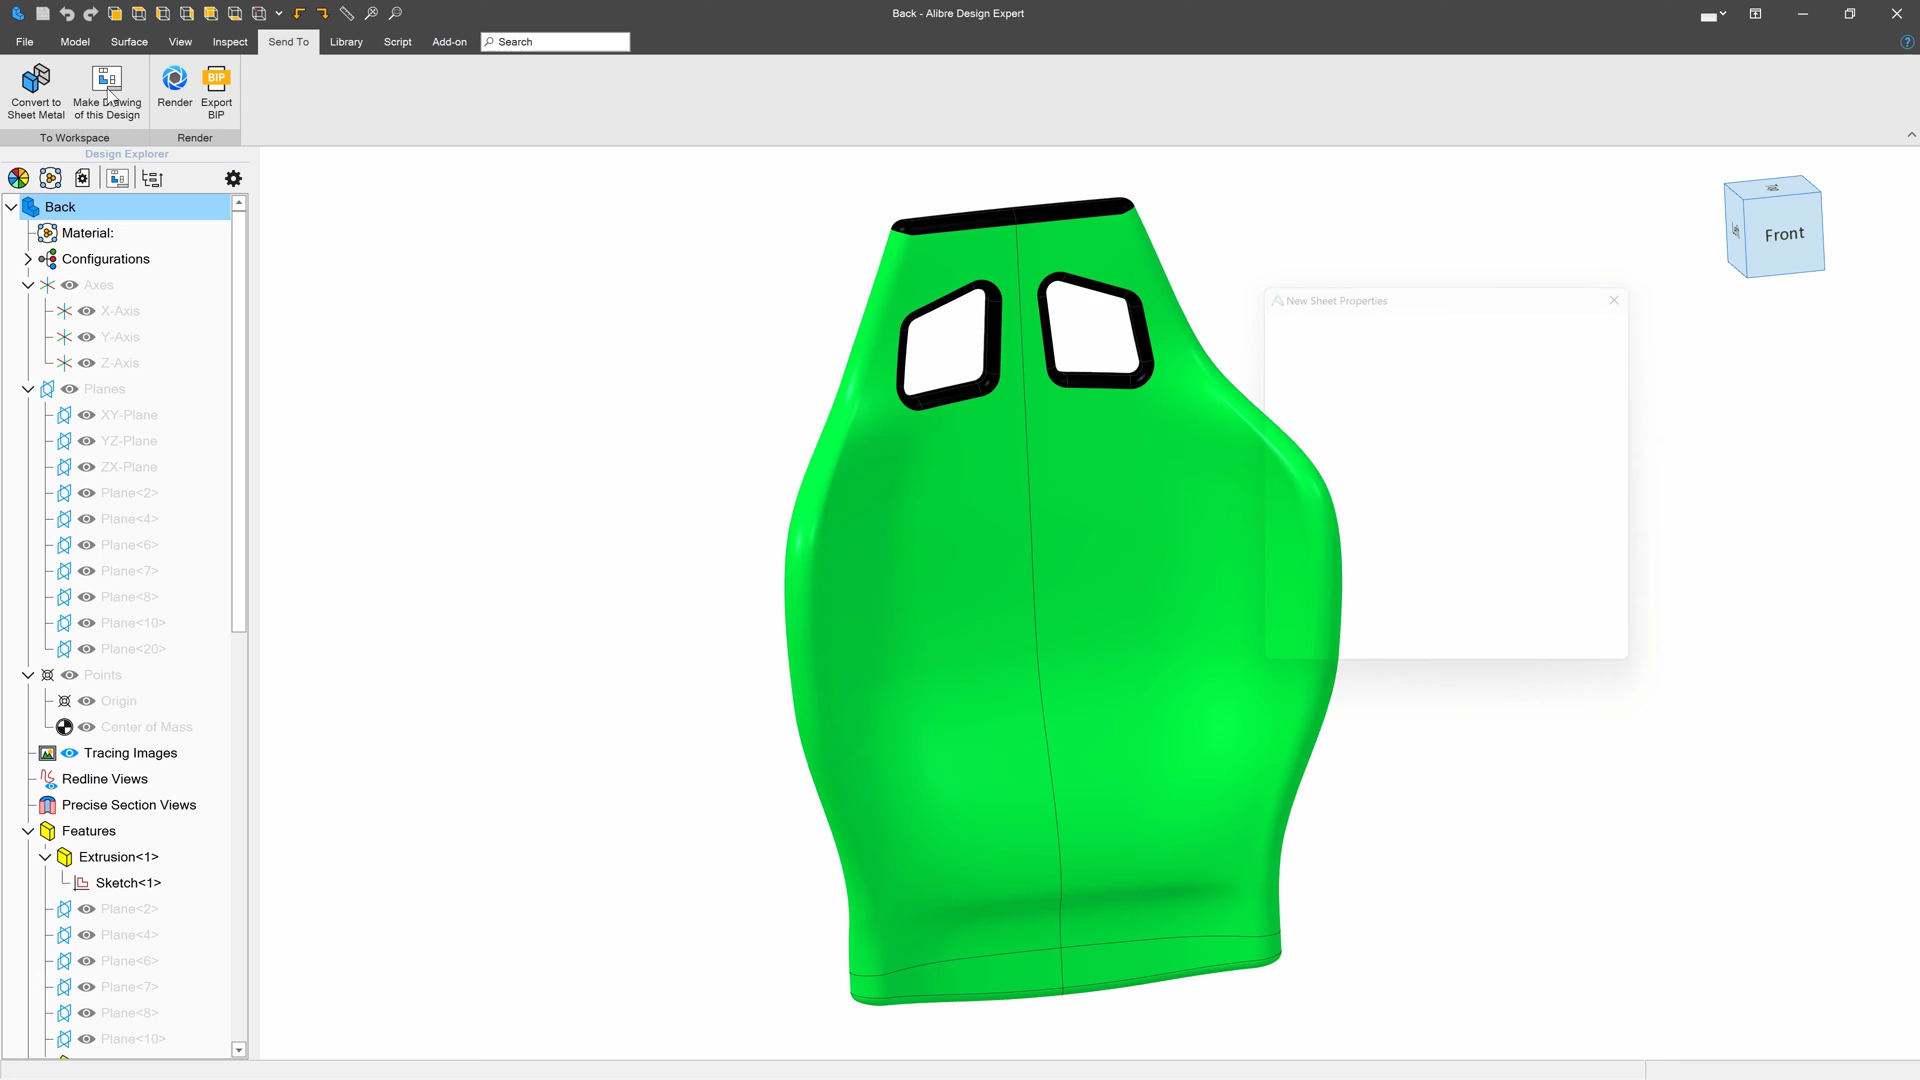 Back - Alibre Design Expert
File Model Surface View Inspect Send To Library Script Add-on Search
Convert to Sheet Metal
Make Drawing of this Design
Render
BIP
Export BIP
To Workspace
Render
Design Explorer
Back
Material:
Configurations
Axes
X-Axis
Y-Axis
Z-Axis
Planes
XY-Plane
YZ-Plane
ZX-Plane
Plane<2>
Plane<4>
Plane<6>
Plane<7>
Plane<8>
Plane<10>
Plane<20>
Points
Origin
Center of Mass
Tracing Images
Redline Views
Precise Section Views
Features
Extrusion<1>
Sketch<1>
Plane<2>
Plane<4>
Plane<6>
Plane<7>
Plane<8>
Plane<10>
New Sheet Properties
Front